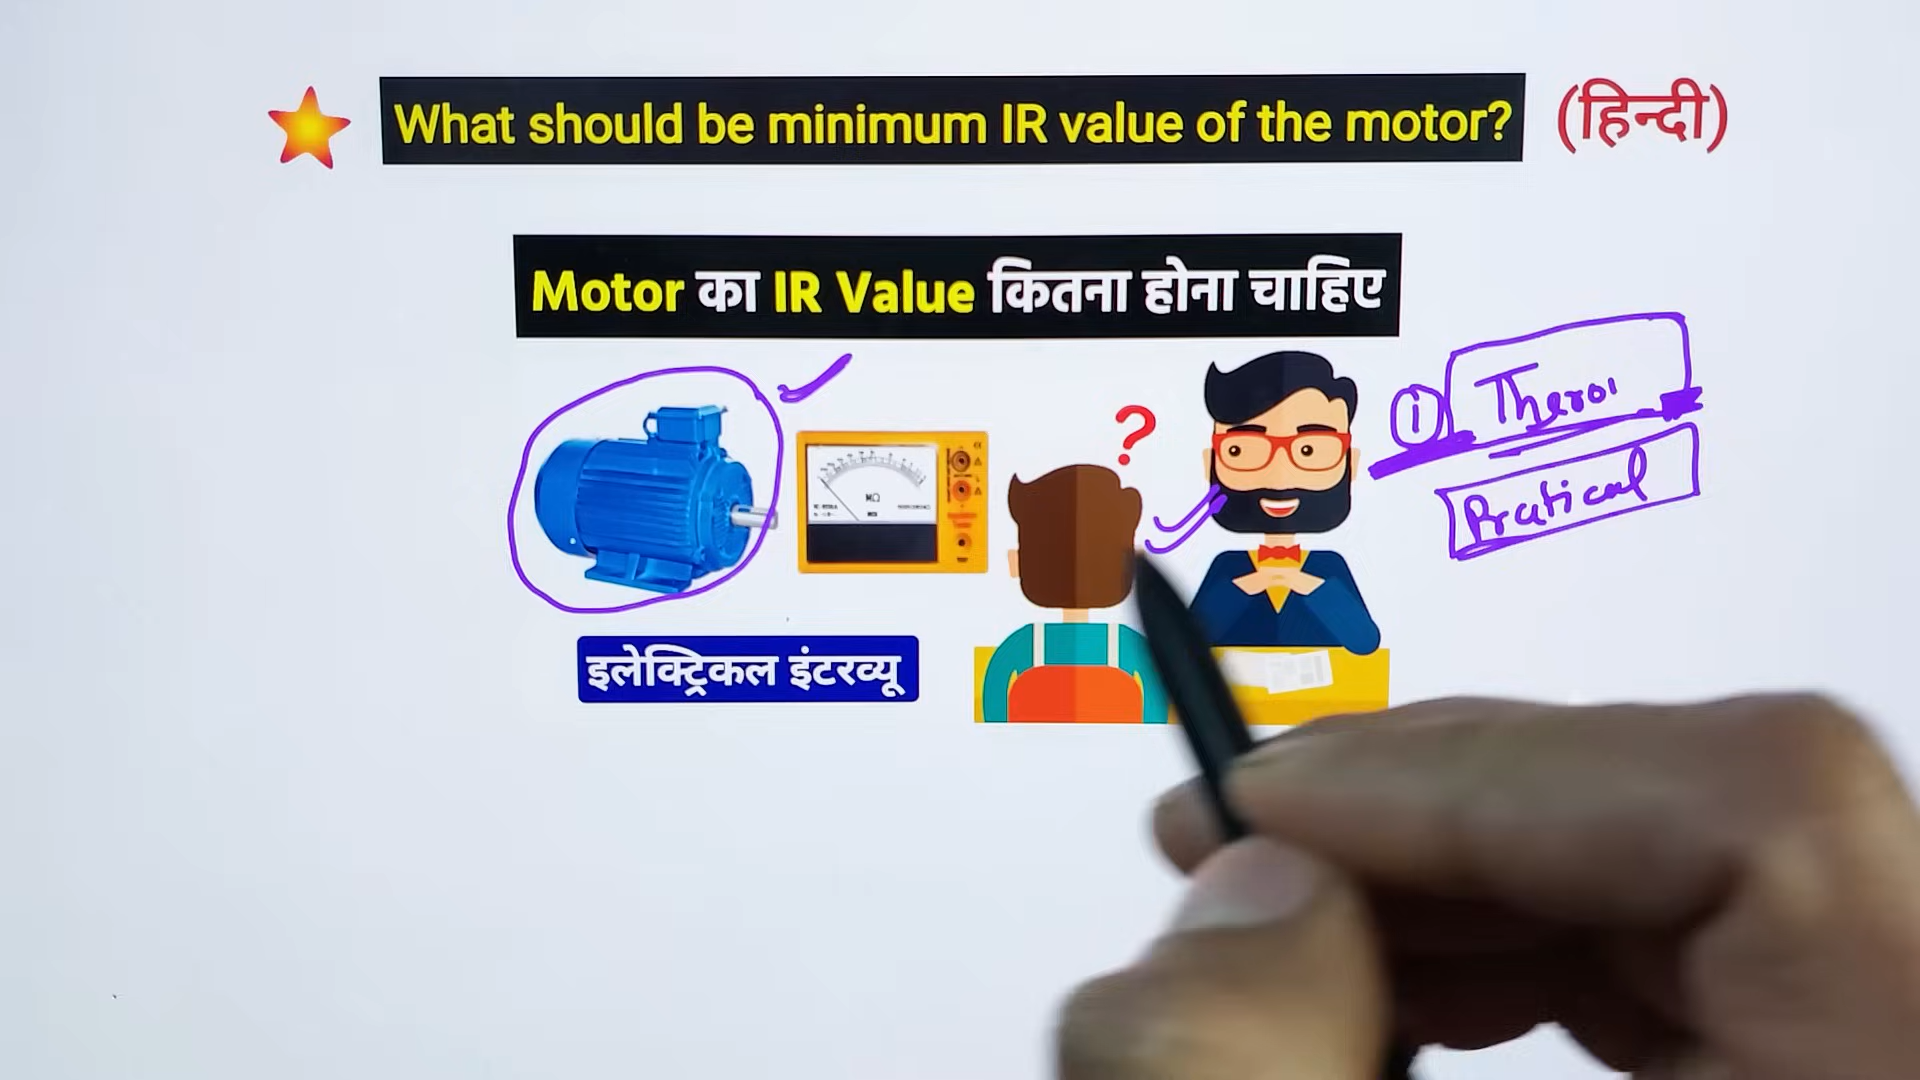 What should be minimum IR value of the motor? (हिन्दी)
Motor का IR Value कितना होना चाहिए
1 Theroi
Pratical
MΩ
इलेक्ट्रिकल इंटरव्यू